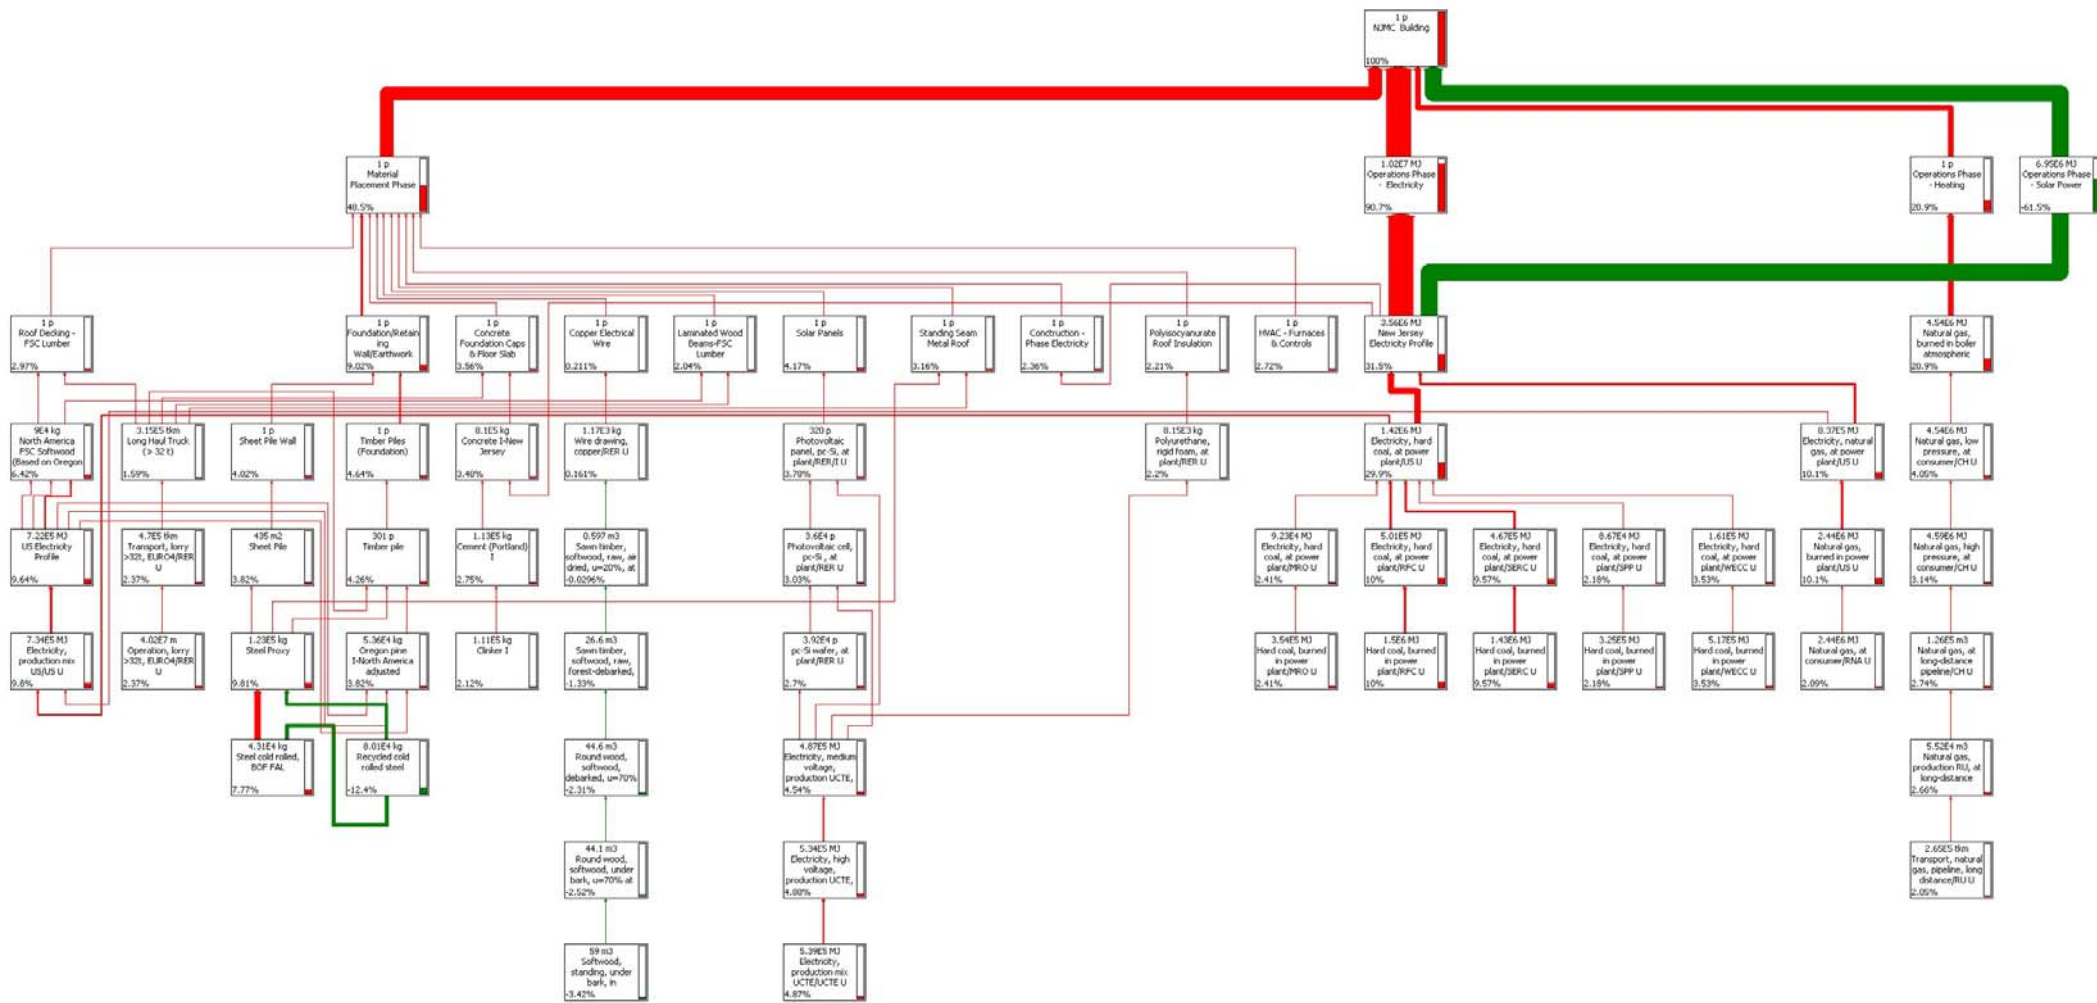 1 p
NJMC Building
100%
1 p
Material
Placement Phase
48.5%
1.02E7 MJ
Operations Phase
- Electricity
90.7%
1 p
Operations Phase
- Heating
20.9%
6.95E6 MJ
Operations Phase
- Solar Power
-61.5%
1 p
Roof Decking -
FSC Lumber
2.97%
1 p
Foundation/Retain
ing
Wall/Earthwork
9.02%
1 p
Concrete
Foundation Caps
& Floor Slab
3.56%
1 p
Copper Electrical
Wire
0.211%
1 p
Laminated Wood
Beams-FSC
Lumber
2.04%
1 p
Solar Panels
4.17%
1 p
Standing Seam
Metal Roof
3.16%
1 p
Contruction -
Phase Electricity
2.36%
1 p
Polyisocyanurate
Roof Insulation
2.21%
1 p
HVAC - Furnaces
& Controls
2.72%
3.56E6 MJ
New Jersey
Electricity Profile
31.5%
4.54E6 MJ
Natural gas,
burned in boiler
atmospheric
20.9%
9E4 kg
North America
FSC Softwood
(Based on Oregon
6.42%
3.15E5 tkm
Long Haul Truck
(> 32 t)
1.59%
1 p
Sheet Pile Wall
4.02%
1 p
Timber Piles
(Foundation)
4.64%
8.1E5 kg
Concrete I-New
Jersey
3.48%
1.17E3 kg
Wire drawing,
copper/RER U
0.161%
320 p
Photovoltaic
panel, pc-Si, at
plant/RER/I U
3.78%
8.15E3 kg
Polyurethane,
rigid foam, at
plant/RER U
2.2%
1.42E6 MJ
Electricity, hard
coal, at power
plant/US U
29.9%
8.37E5 MJ
Electricity, natural
gas, at power
plant/US U
10.1%
4.54E6 MJ
Natural gas, low
pressure, at
consumer/CH U
4.05%
7.22E5 MJ
US Electricity
Profile
9.64%
4.7E5 tkm
Transport, lorry
>32t, EURO4/RER
U
2.37%
435 m2
Sheet Pile
3.82%
301 p
Timber pile
4.26%
1.13E5 kg
Cement (Portland)
I
2.75%
0.597 m3
Sawn timber,
softwood, raw, air
dried, u=20%, at
-0.0296%
3.6E4 p
Photovoltaic cell,
pc-Si , at
plant/RER U
3.03%
9.23E4 MJ
Electricity, hard
coal, at power
plant/MRO U
2.41%
5.01E5 MJ
Electricity, hard
coal, at power
plant/RFC U
10%
4.67E5 MJ
Electricity, hard
coal, at power
plant/SERC U
9.57%
8.67E4 MJ
Electricity, hard
coal, at power
plant/SPP U
2.18%
1.61E5 MJ
Electricity, hard
coal, at power
plant/WECC U
3.53%
2.44E6 MJ
Natural gas,
burned in power
plant/US U
10.1%
4.59E6 MJ
Natural gas, high
pressure, at
consumer/CH U
3.14%
7.34E5 MJ
Electricity,
production mix
US/US U
9.8%
4.02E7 m
Operation, lorry
>32t, EURO4/RER
U
2.37%
1.23E5 kg
Steel Proxy
9.81%
5.36E4 kg
Oregon pine
I-North America
adjusted
3.82%
1.11E5 kg
Clinker I
2.12%
26.6 m3
Sawn timber,
softwood, raw,
forest-debarked,
-1.33%
3.92E4 p
pc-Si wafer, at
plant/RER U
2.7%
3.54E5 MJ
Hard coal, burned
in power
plant/MRO U
2.41%
1.5E6 MJ
Hard coal, burned
in power
plant/RFC U
10%
1.43E6 MJ
Hard coal, burned
in power
plant/SERC U
9.57%
3.25E5 MJ
Hard coal, burned
in power
plant/SPP U
2.18%
5.17E5 MJ
Hard coal, burned
in power
plant/WECC U
3.53%
2.44E6 MJ
Natural gas, at
consumer/RNA U
2.09%
1.26E5 m3
Natural gas, at
long-distance
pipeline/CH U
2.74%
4.31E4 kg
Steel cold rolled,
BOF FAL
7.77%
8.01E4 kg
Recycled cold
rolled steel
-12.4%
44.6 m3
Round wood,
softwood,
debarked, u=70%
-2.31%
4.87E5 MJ
Electricity, medium
voltage,
production UCTE,
4.54%
5.52E4 m3
Natural gas,
production RU, at
long-distance
2.66%
44.1 m3
Round wood,
softwood, under
bark, u=70% at
-2.52%
5.34E5 MJ
Electricity, high
voltage,
production UCTE,
4.88%
2.65E5 tkm
Transport, natural
gas, pipeline, long
distance/RU U
2.05%
59 m3
Softwood,
standing, under
bark, in
-3.42%
5.39E5 MJ
Electricity,
production mix
UCTE/UCTE U
4.87%